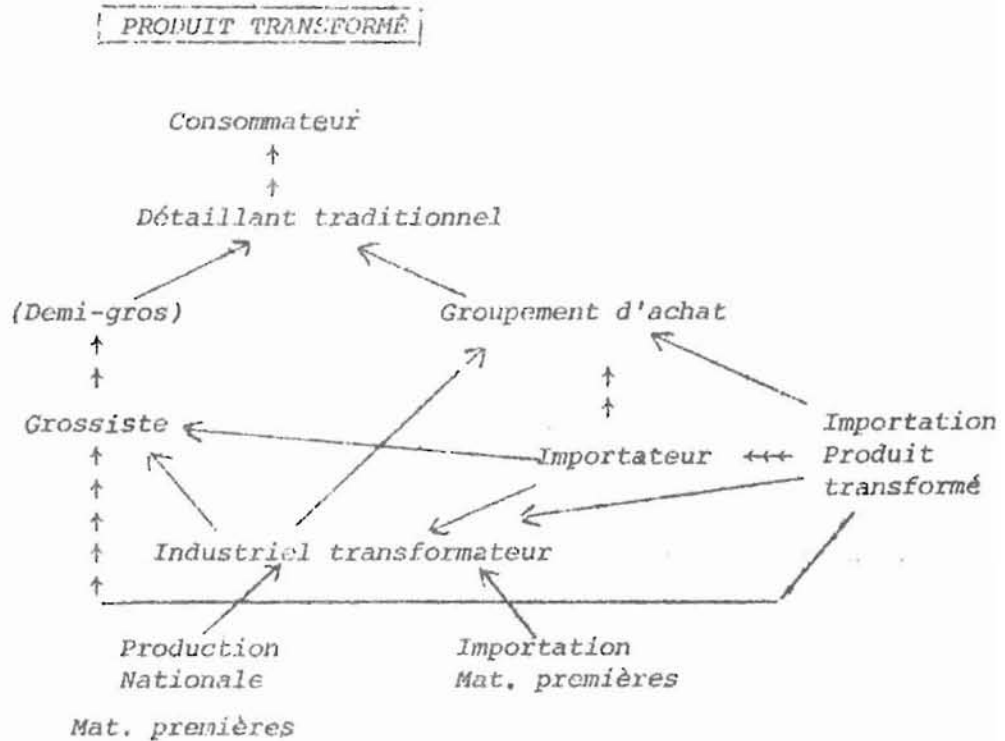 PRODUIT TRANSFORMÉ
Consommateur
Détaillant traditionnel
(Demi-gros)
Groupement d'achat
Grossiste
Importateur
Importation
Produit
transformé
Industriel transformateur
Production
Nationale
Mat. premières
Importation
Mat. premières